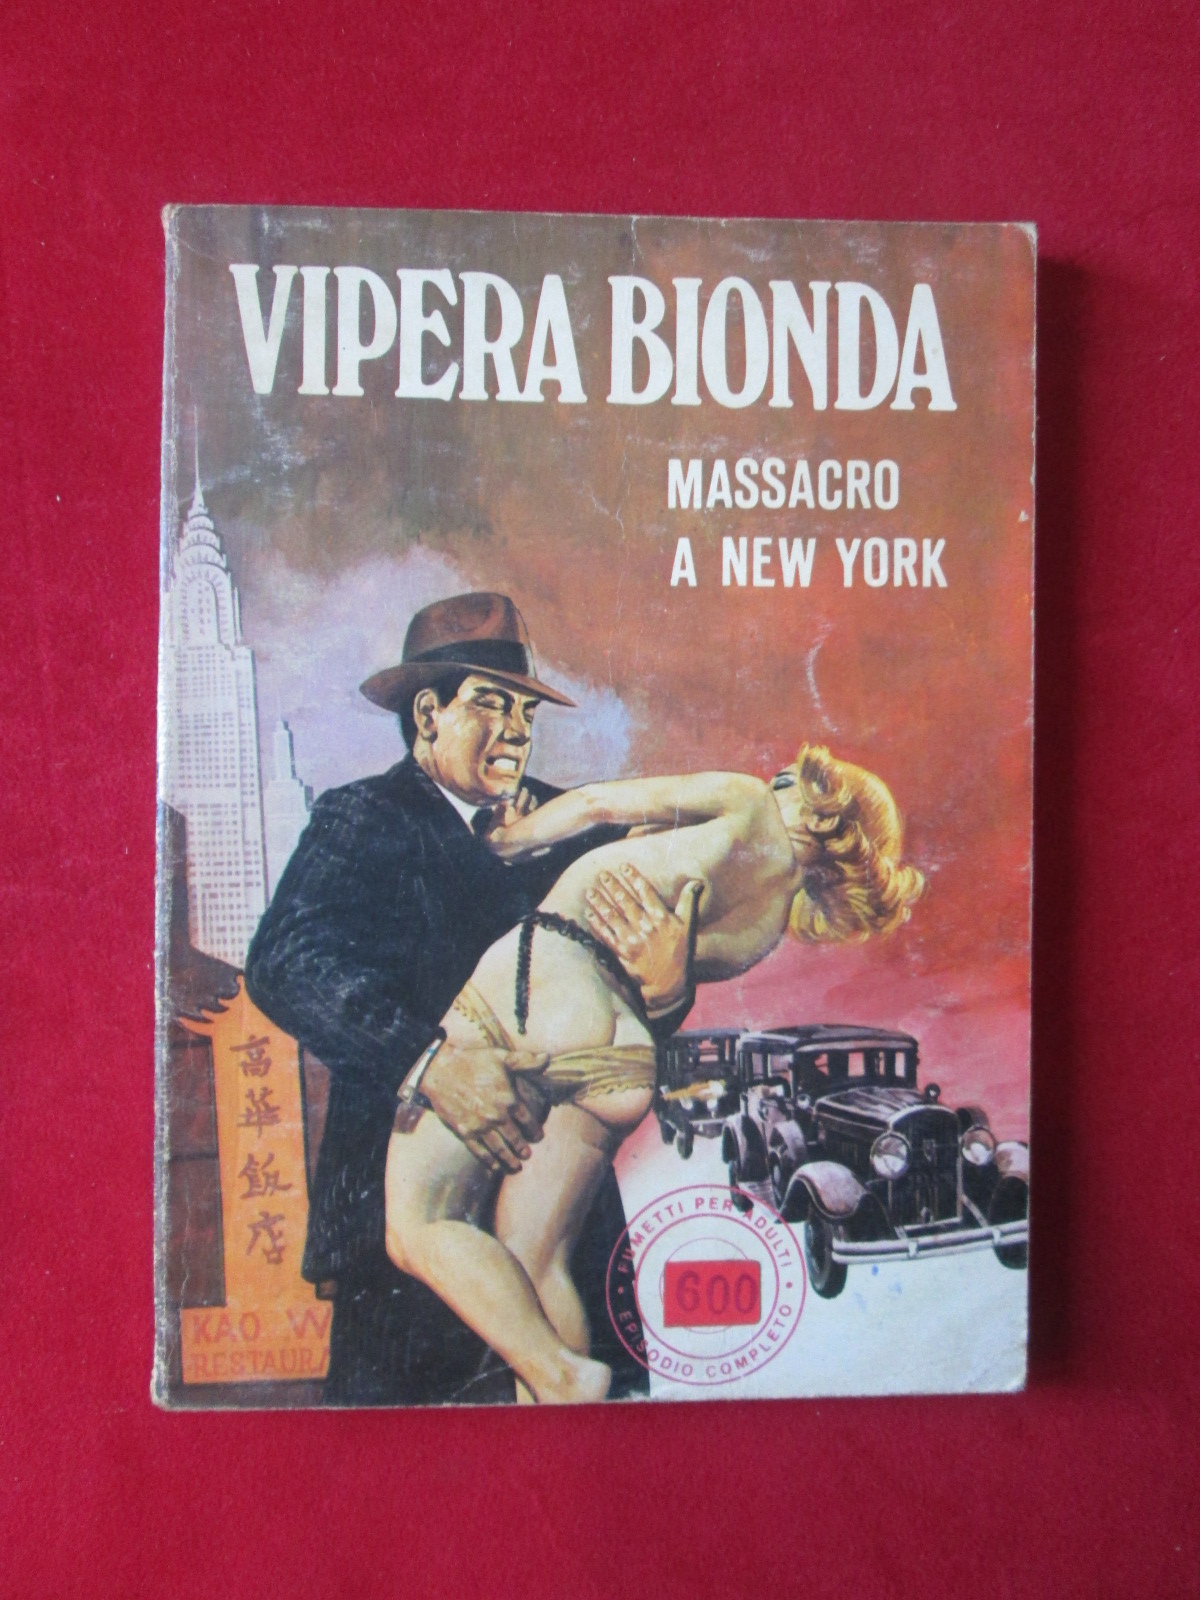 VIPERA BIONDA
MASSACRO
A NEW YORK
高
華
飯
店
KAO W
RESTAURA
FUMETTI PER ADULTI
600
EPISODIO COMPLETO